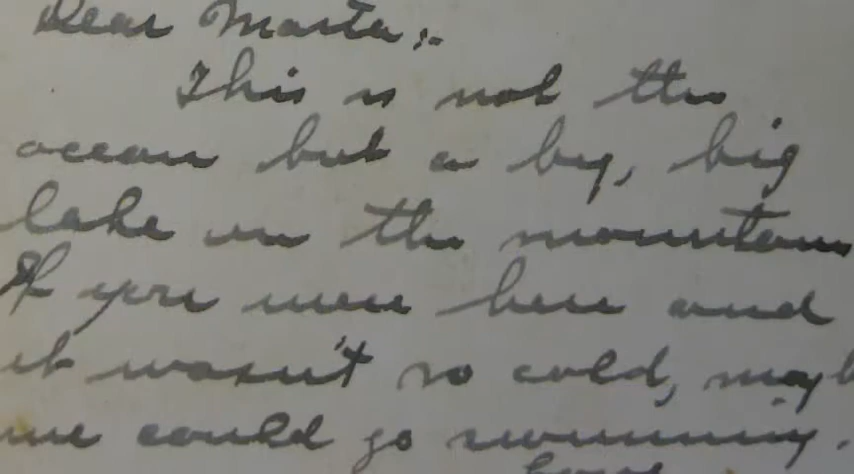 Dear Marta:-
This is not the
ocean but a big, big
lake in the mountains
If you were here and
it wasn't so cold, mayb
we could go swimming.